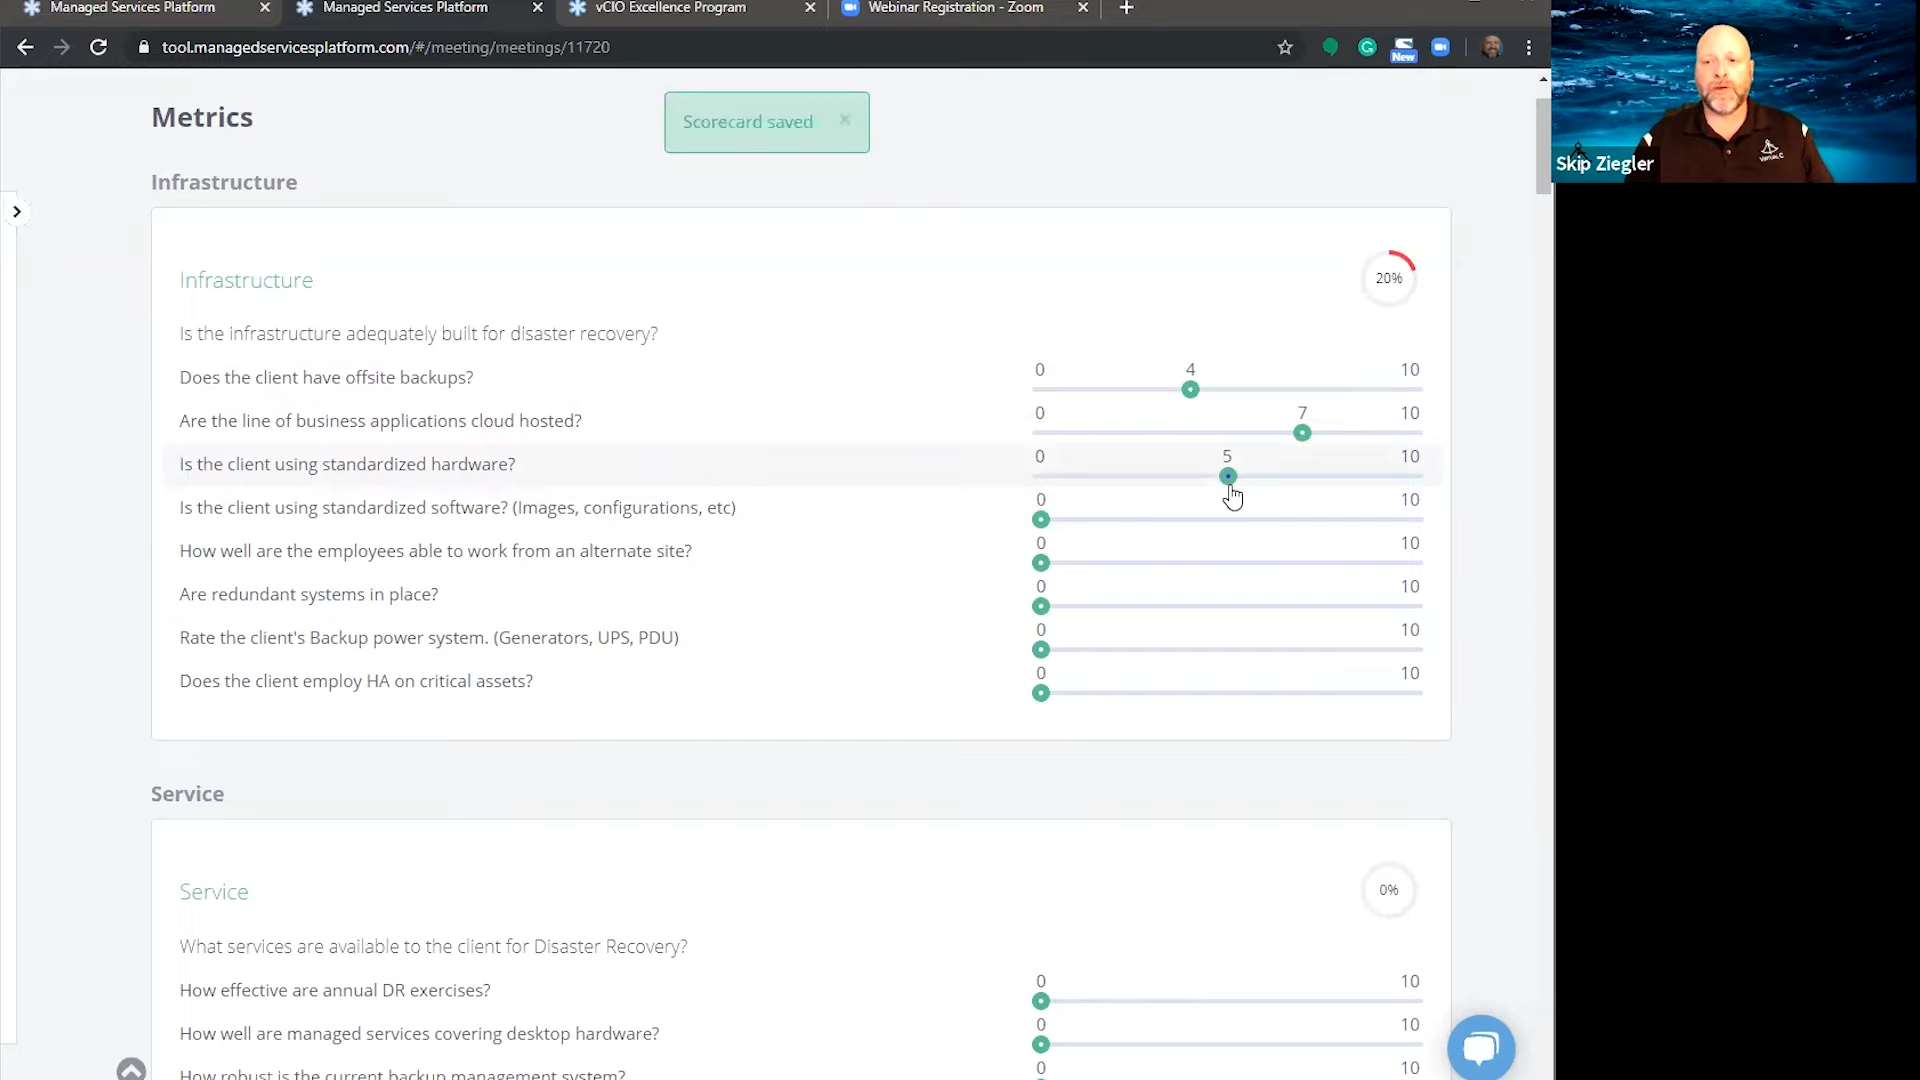 Managed Services Platform
Managed Services Platform
vCIO Excellence Program
Webinar Registration - Zoom
tool.managedservicesplatform.com/#/meeting/meetings/11720
New
Skip Ziegler
Metrics
Scorecard saved
Infrastructure
Infrastructure
20%
Is the infrastructure adequately built for disaster recovery?
Does the client have offsite backups? 0 4 10
Are the line of business applications cloud hosted? 0 7 10
Is the client using standardized hardware? 0 5 10
Is the client using standardized software? (Images, configurations, etc) 0 10
How well are the employees able to work from an alternate site? 0 10
Are redundant systems in place? 0 10
Rate the client's Backup power system. (Generators, UPS, PDU) 0 10
Does the client employ HA on critical assets? 0 10
Service
Service
0%
What services are available to the client for Disaster Recovery?
How effective are annual DR exercises? 0 10
How well are managed services covering desktop hardware? 0 10
How robust is the current backup management system? 0 10